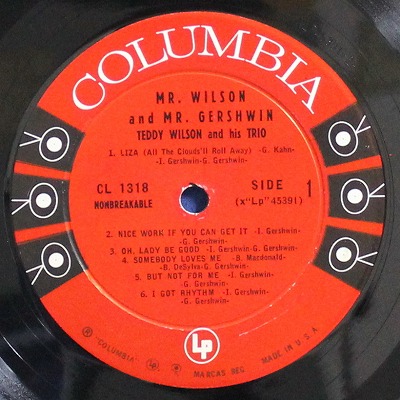 COLUMBIA
MR. WILSON
and MR. GERSHWIN
TEDDY WILSON and his TRIO
1. LIZA (All The Clouds'll Roll Away) -G. Kahn-
-I. Gershwin-G. Gershwin-
CL 1318
NONBREAKABLE
SIDE 1
(x"Lp" 45391)
2. NICE WORK IF YOU CAN GET IT -I. Gershwin-
-G. Gershwin-
3. OH, LADY BE GOOD -I. Gershwin-G. Gershwin-
4. SOMEBODY LOVES ME -B. Macdonald-
-B. DeSylva-G. Gershwin-
5. BUT NOT FOR ME -I. Gershwin-
-G. Gershwin-
6. I GOT RHYTHM -I. Gershwin-
-G. Gershwin-
Lp
® "COLUMBIA" MARCAS REG. MADE IN U.S.A.